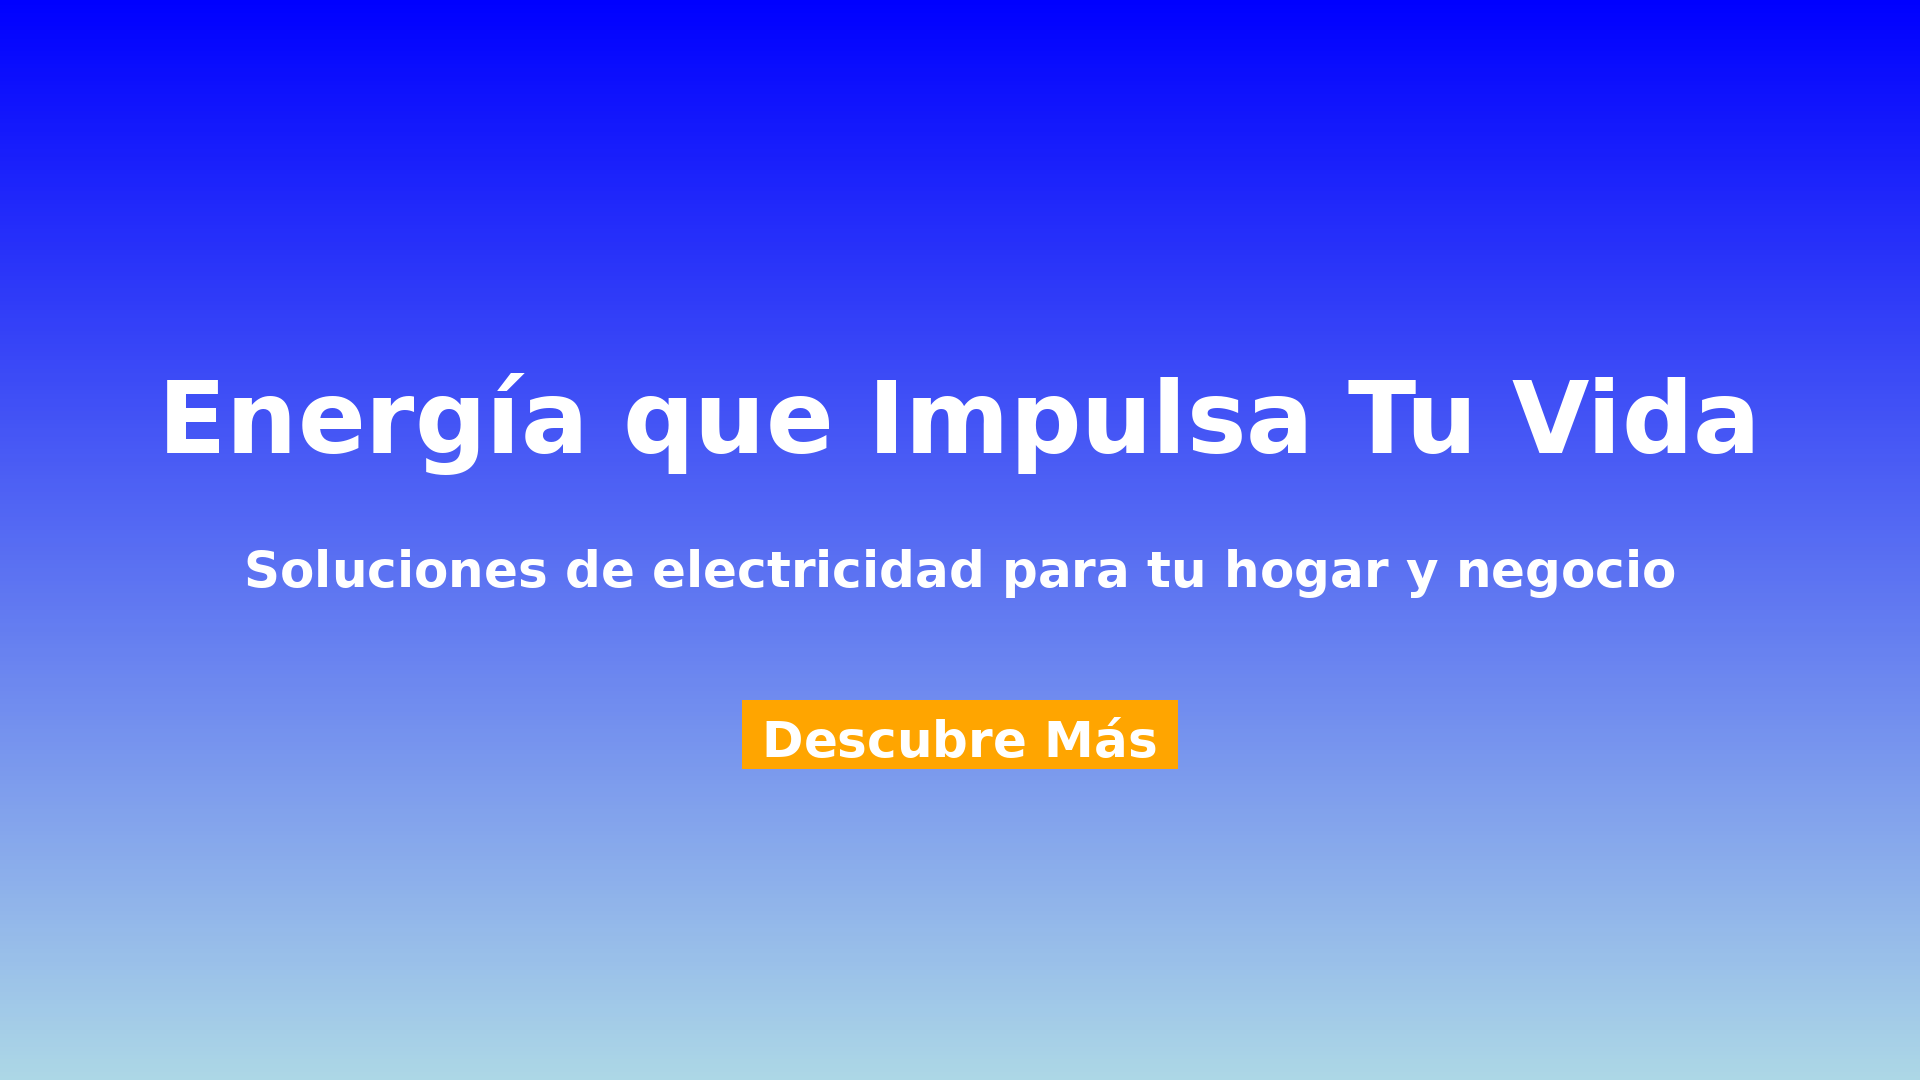 Energía que Impulsa Tu Vida
Soluciones de electricidad para tu hogar y negocio
Descubre Más